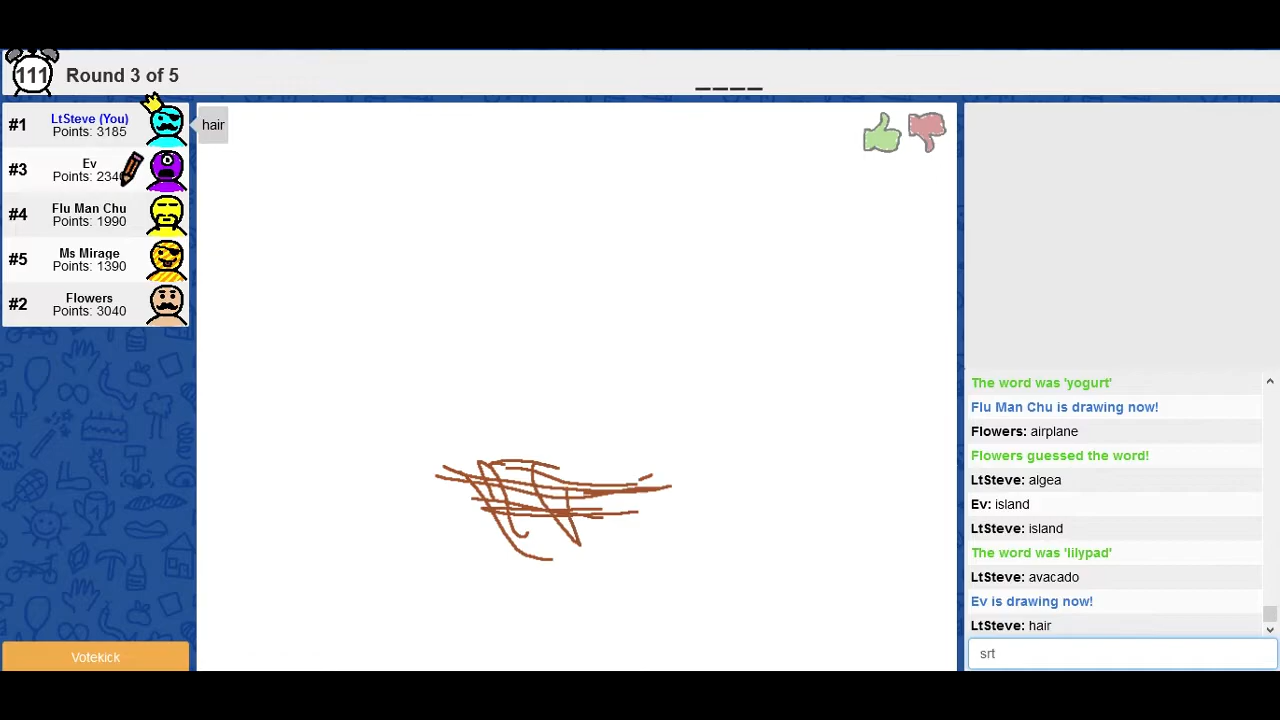 111
Round 3 of 5
_ _ _ _
#1
LtSteve (You)
Points: 3185
hair
#3
Ev
Points: 2340
#4
Flu Man Chu
Points: 1990
#5
Ms Mirage
Points: 1390
#2
Flowers
Points: 3040
Votekick
The word was 'yogurt'
Flu Man Chu is drawing now!
Flowers: airplane
Flowers guessed the word!
LtSteve: algea
Ev: island
LtSteve: island
The word was 'lilypad'
LtSteve: avacado
Ev is drawing now!
LtSteve: hair
srt